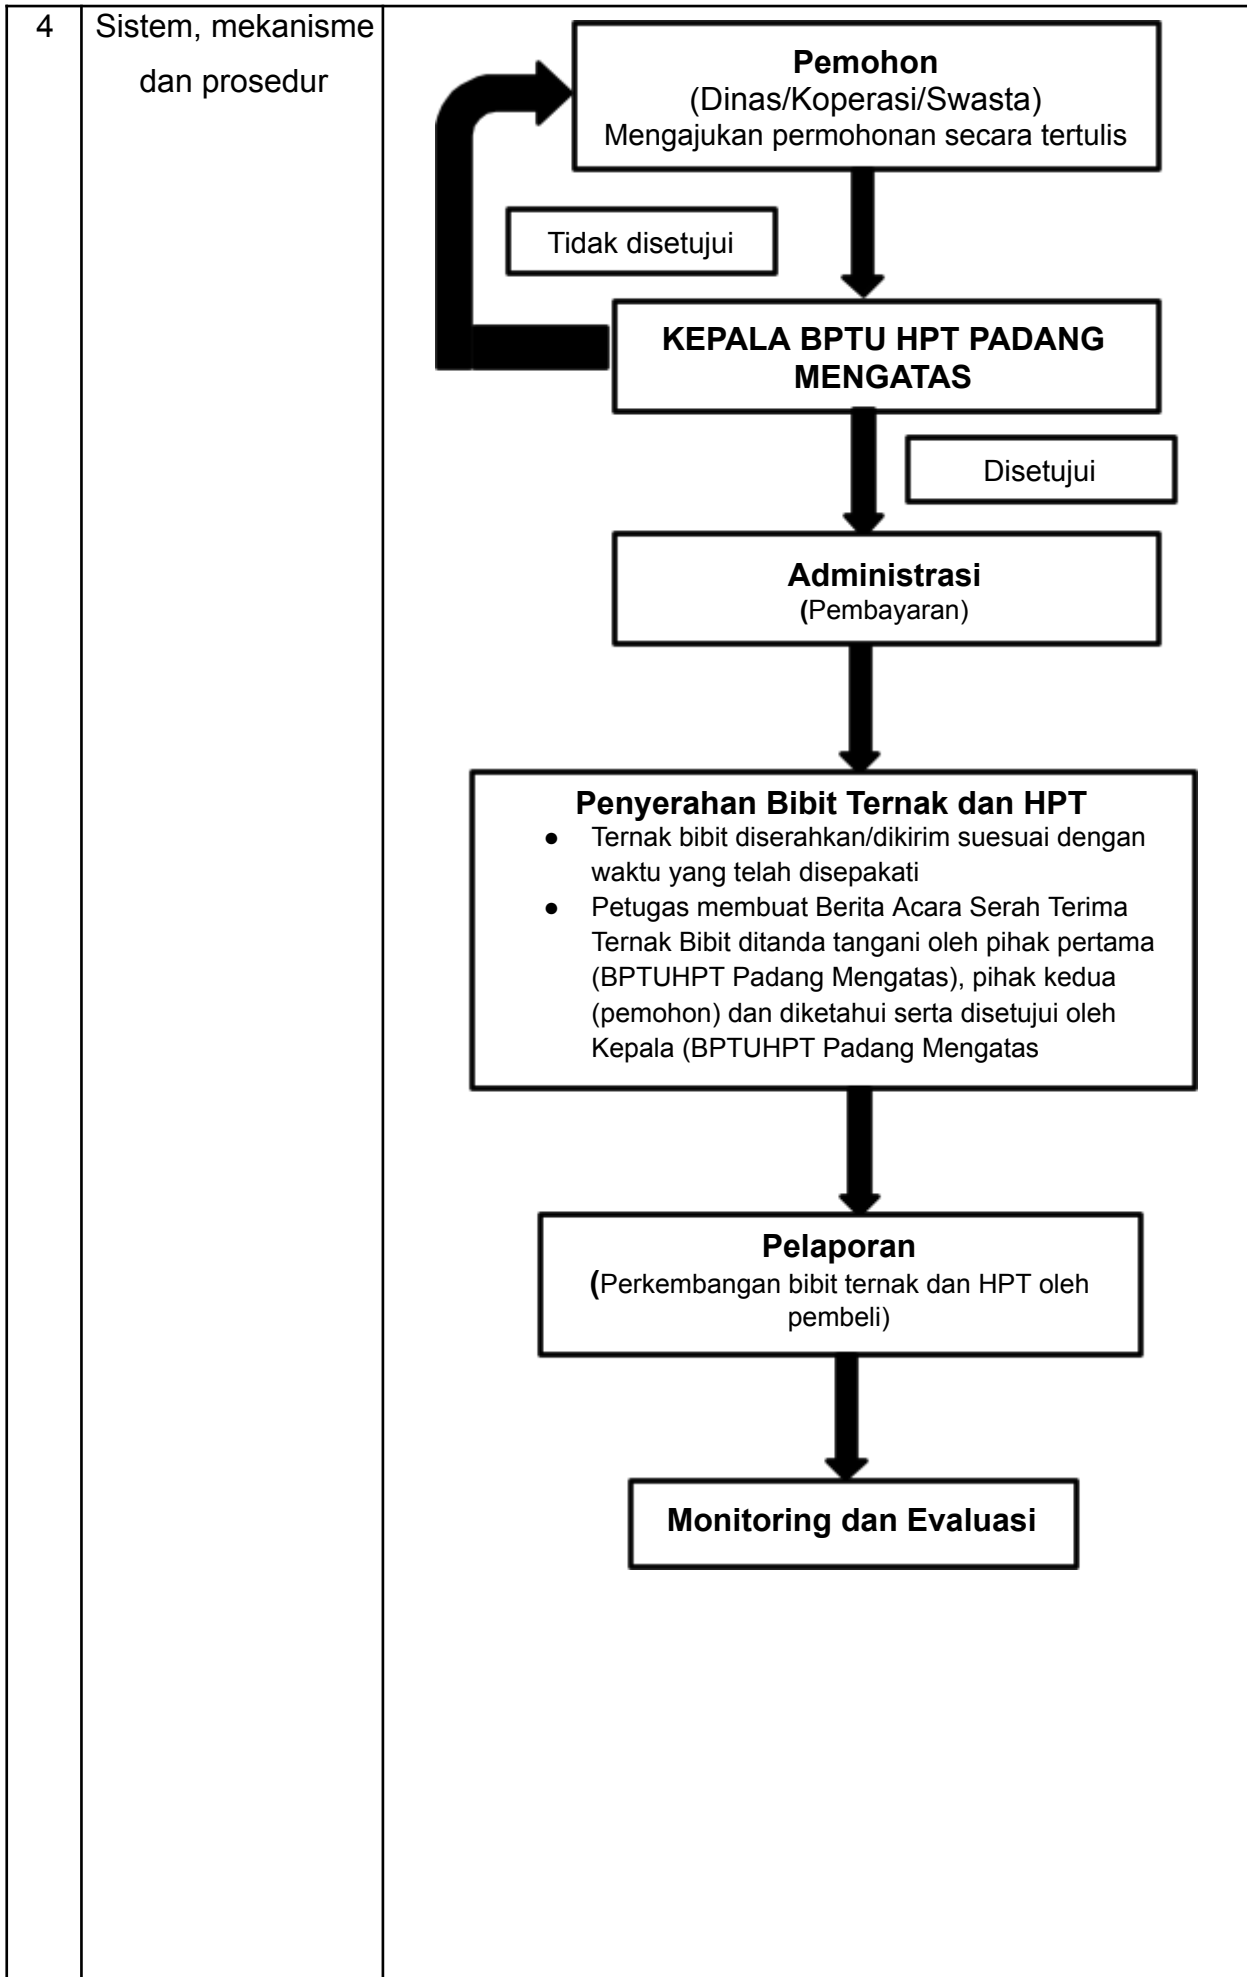 4
Sistem, mekanisme
dan prosedur
Pemohon
(Dinas/Koperasi/Swasta)
Mengajukan permohonan secara tertulis
Tidak disetujui
KEPALA BPTU HPT PADANG
MENGATAS
Disetujui
Administrasi
(Pembayaran)
Penyerahan Bibit Ternak dan HPT
● Ternak bibit diserahkan/dikirim suesuai dengan
waktu yang telah disepakati
● Petugas membuat Berita Acara Serah Terima
Ternak Bibit ditanda tangani oleh pihak pertama
(BPTUHPT Padang Mengatas), pihak kedua
(pemohon) dan diketahui serta disetujui oleh
Kepala (BPTUHPT Padang Mengatas
Pelaporan
(Perkembangan bibit ternak dan HPT oleh
pembeli)
Monitoring dan Evaluasi